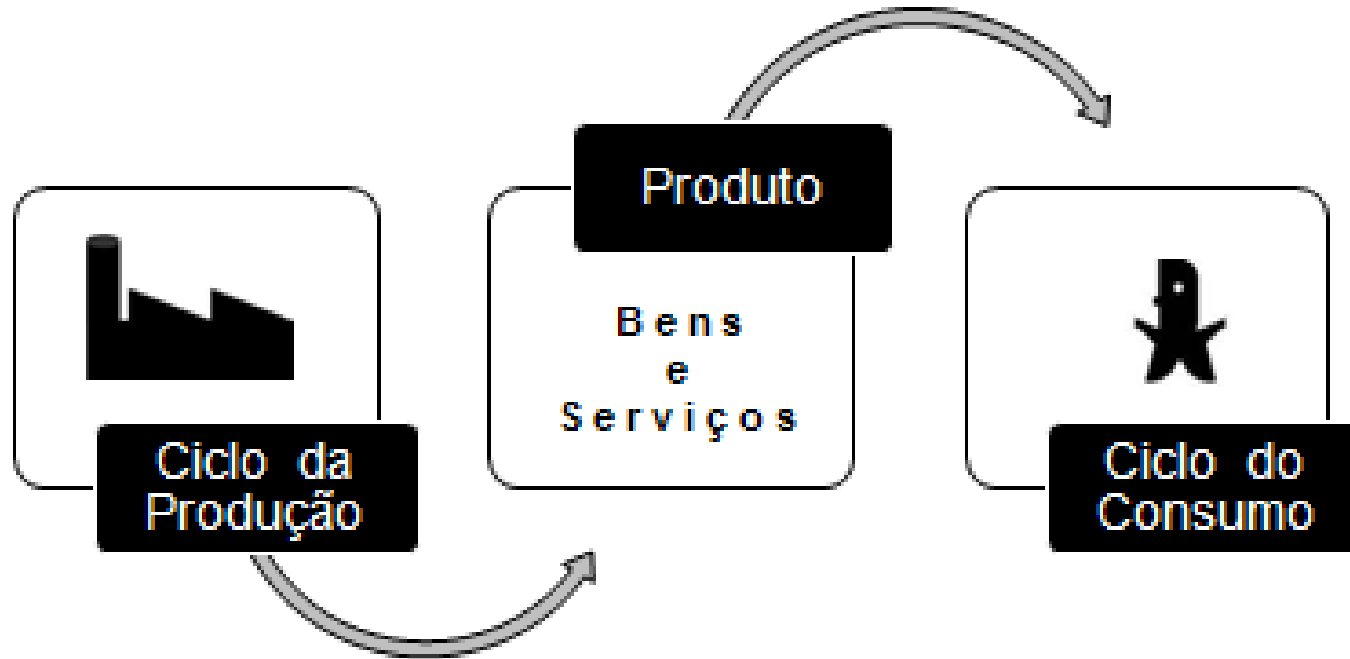 Ciclo da
Produção
Produto
Bens
e
Serviços
Ciclo do
Consumo